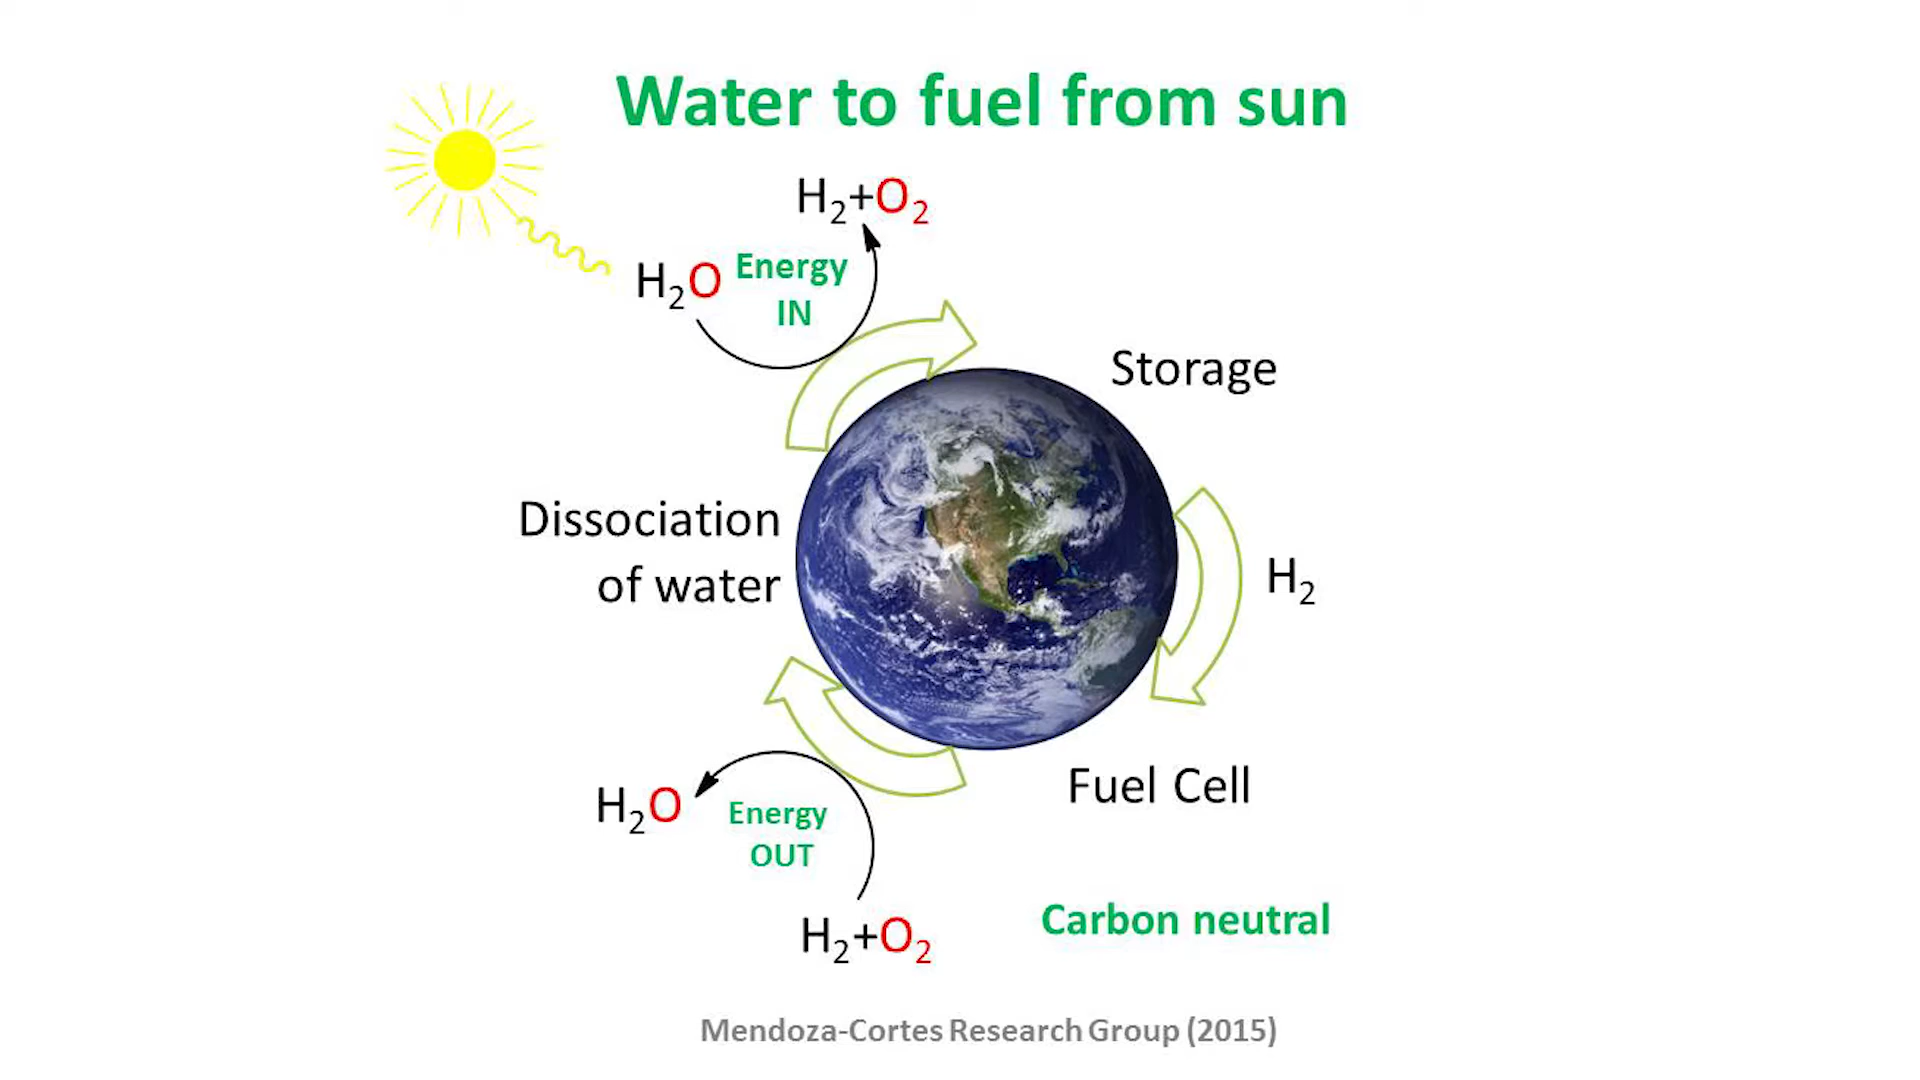 Water to fuel from sun
H₂+O₂
H₂O
Energy
IN
Storage
Dissociation
of water
H₂
Fuel Cell
H₂O
Energy
OUT
H₂+O₂
Carbon neutral
Mendoza-Cortes Research Group (2015)